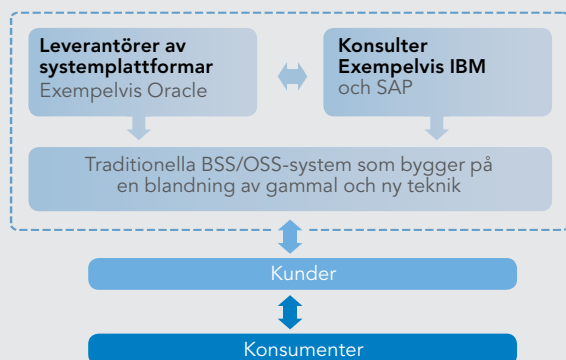 Leverantörer av
systemplattformar
Exempelvis Oracle
Konsulter
Exempelvis IBM
och SAP
Traditionella BSS/OSS-system som bygger på
en blandning av gammal och ny teknik
Kunder
Konsumenter